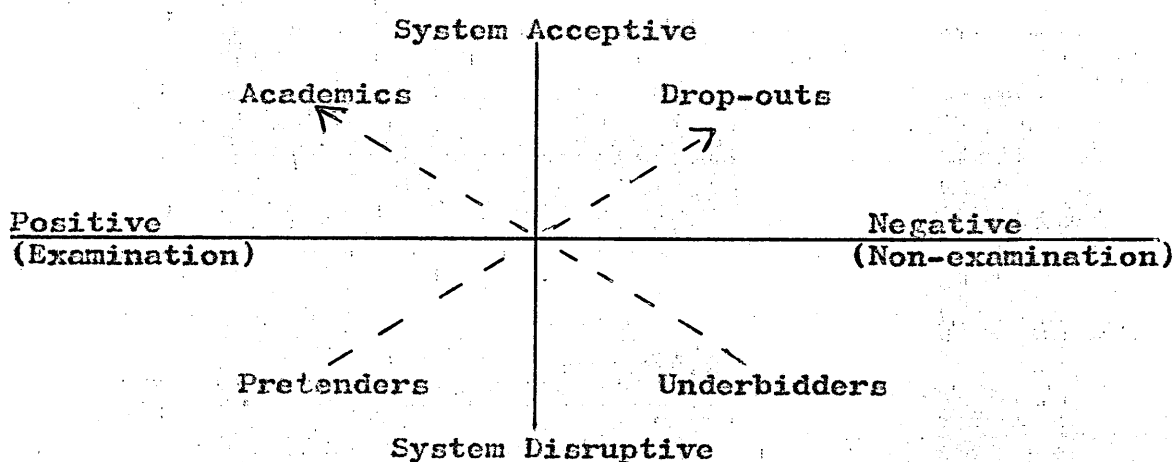 System Acceptive
Academics Drop-outs
Positive Negative
(Examination) (Non-examination)
Pretenders Underbidders
System Disruptive